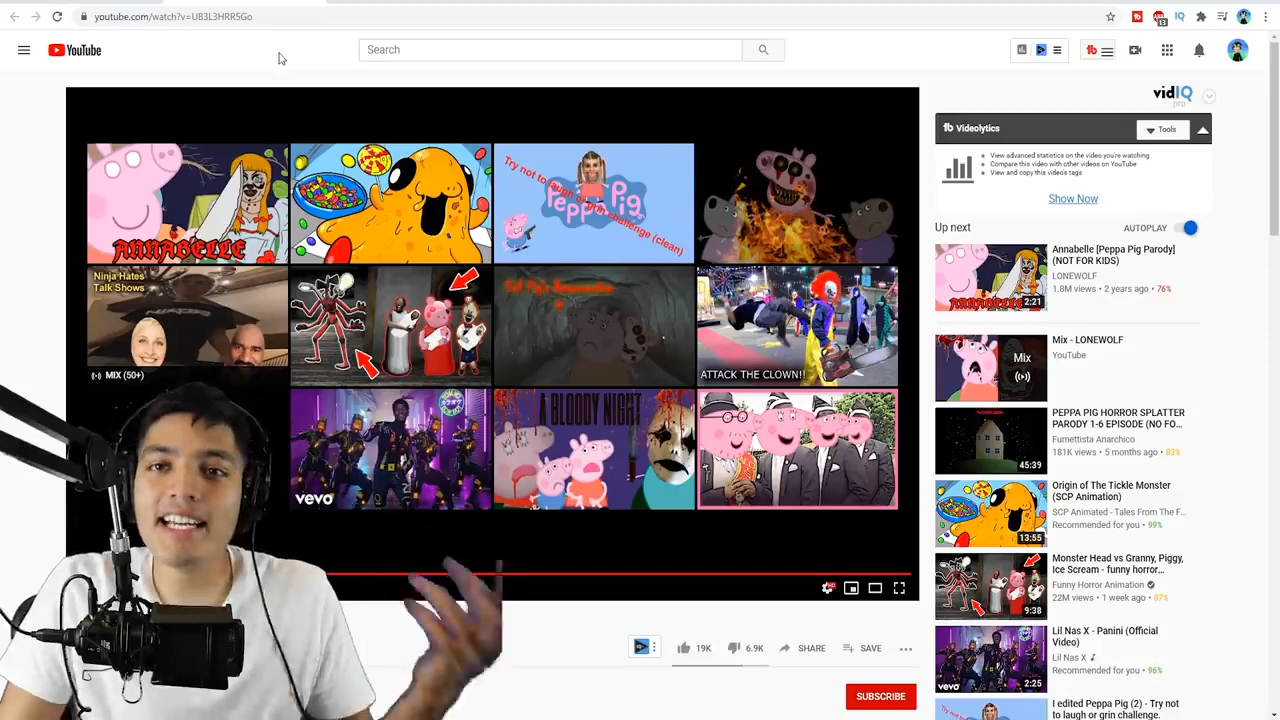 youtube.com/watch?v=UB3L3HRR5Go
13
IQ
YouTube
Search
vidIQ
pro
Videolytics
Tools
View advanced statistics on the video you're watching
Compare this video with other videos on YouTube
View and copy this video's tags
Show Now
Up next
AUTOPLAY
Annabelle [Peppa Pig Parody]
(NOT FOR KIDS)
LONEWOLF
1.8M views • 2 years ago • 76%
ANNABELLE
2:21
Mix - LONEWOLF
YouTube
Mix
PEPPA PIG HORROR SPLATTER
PARODY 1-6 EPISODE (NO FO...
Fumettista Anarchico
181K views • 5 months ago • 83%
45:39
Origin of The Tickle Monster
(SCP Animation)
SCP Animated - Tales From The F...
Recommended for you • 99%
13:55
Monster Head vs Granny, Piggy,
Ice Scream - funny horror...
Funny Horror Animation
22M views • 1 week ago • 87%
9:38
Lil Nas X - Panini (Official
Video)
Lil Nas X
Recommended for you • 96%
vevo
2:25
I edited Peppa Pig (2) - Try not
to laugh or grin challenge.
ANNABELLE
Try not to laugh or grin challenge (clean)
Peppa Pig
Ninja Hates
Talk Shows
MIX (50+)
ATTACK THE CLOWN!!
vevo
A BLOODY NIGHT
HD
19K
6.9K
SHARE
SAVE
SUBSCRIBE